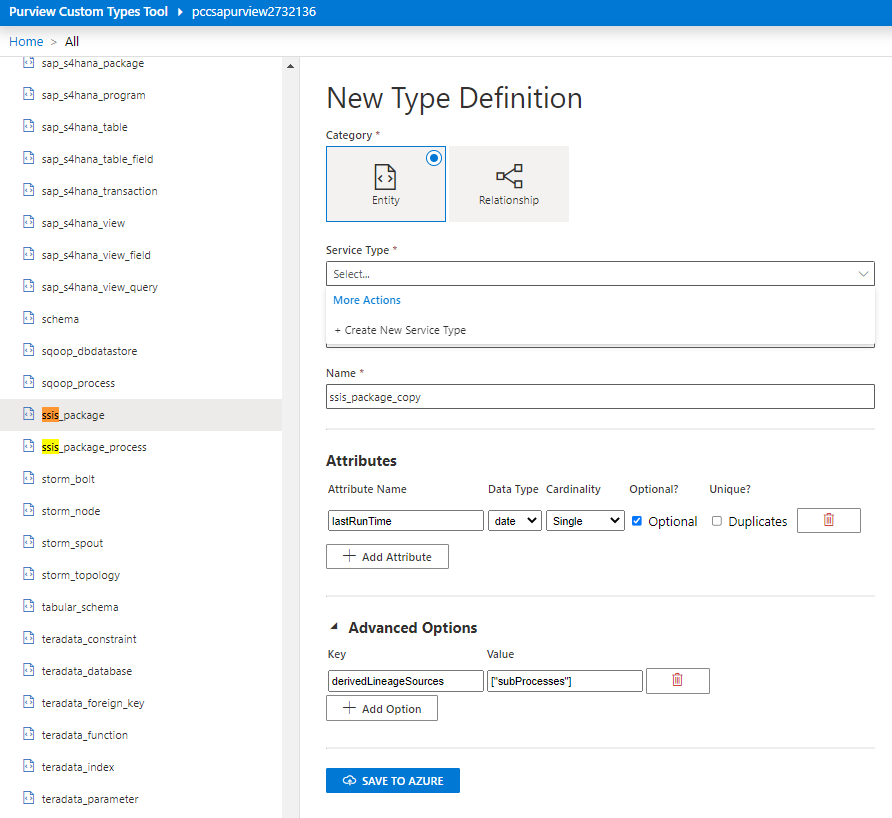 Purview Custom Types Tool pccsapurview2732136
Home > All
sap_s4hana_package
sap_s4hana_program
sap_s4hana_table
sap_s4hana_table_field
sap_s4hana_transaction
sap_s4hana_view
sap_s4hana_view_field
sap_s4hana_view_query
schema
sqoop_dbdatastore
sqoop_process
ssis_package
ssis_package_process
storm_bolt
storm_node
storm_spout
storm_topology
tabular_schema
teradata_constraint
teradata_database
teradata_foreign_key
teradata_function
teradata_index
teradata_parameter
New Type Definition
Category *
Entity Relationship
Service Type *
Select...
More Actions
+ Create New Service Type
Name *
ssis_package_copy
Attributes
Attribute Name Data Type Cardinality Optional? Unique?
lastRunTime date Single Optional Duplicates
+ Add Attribute
Advanced Options
Key Value
derivedLineageSources ["subProcesses"]
+ Add Option
SAVE TO AZURE